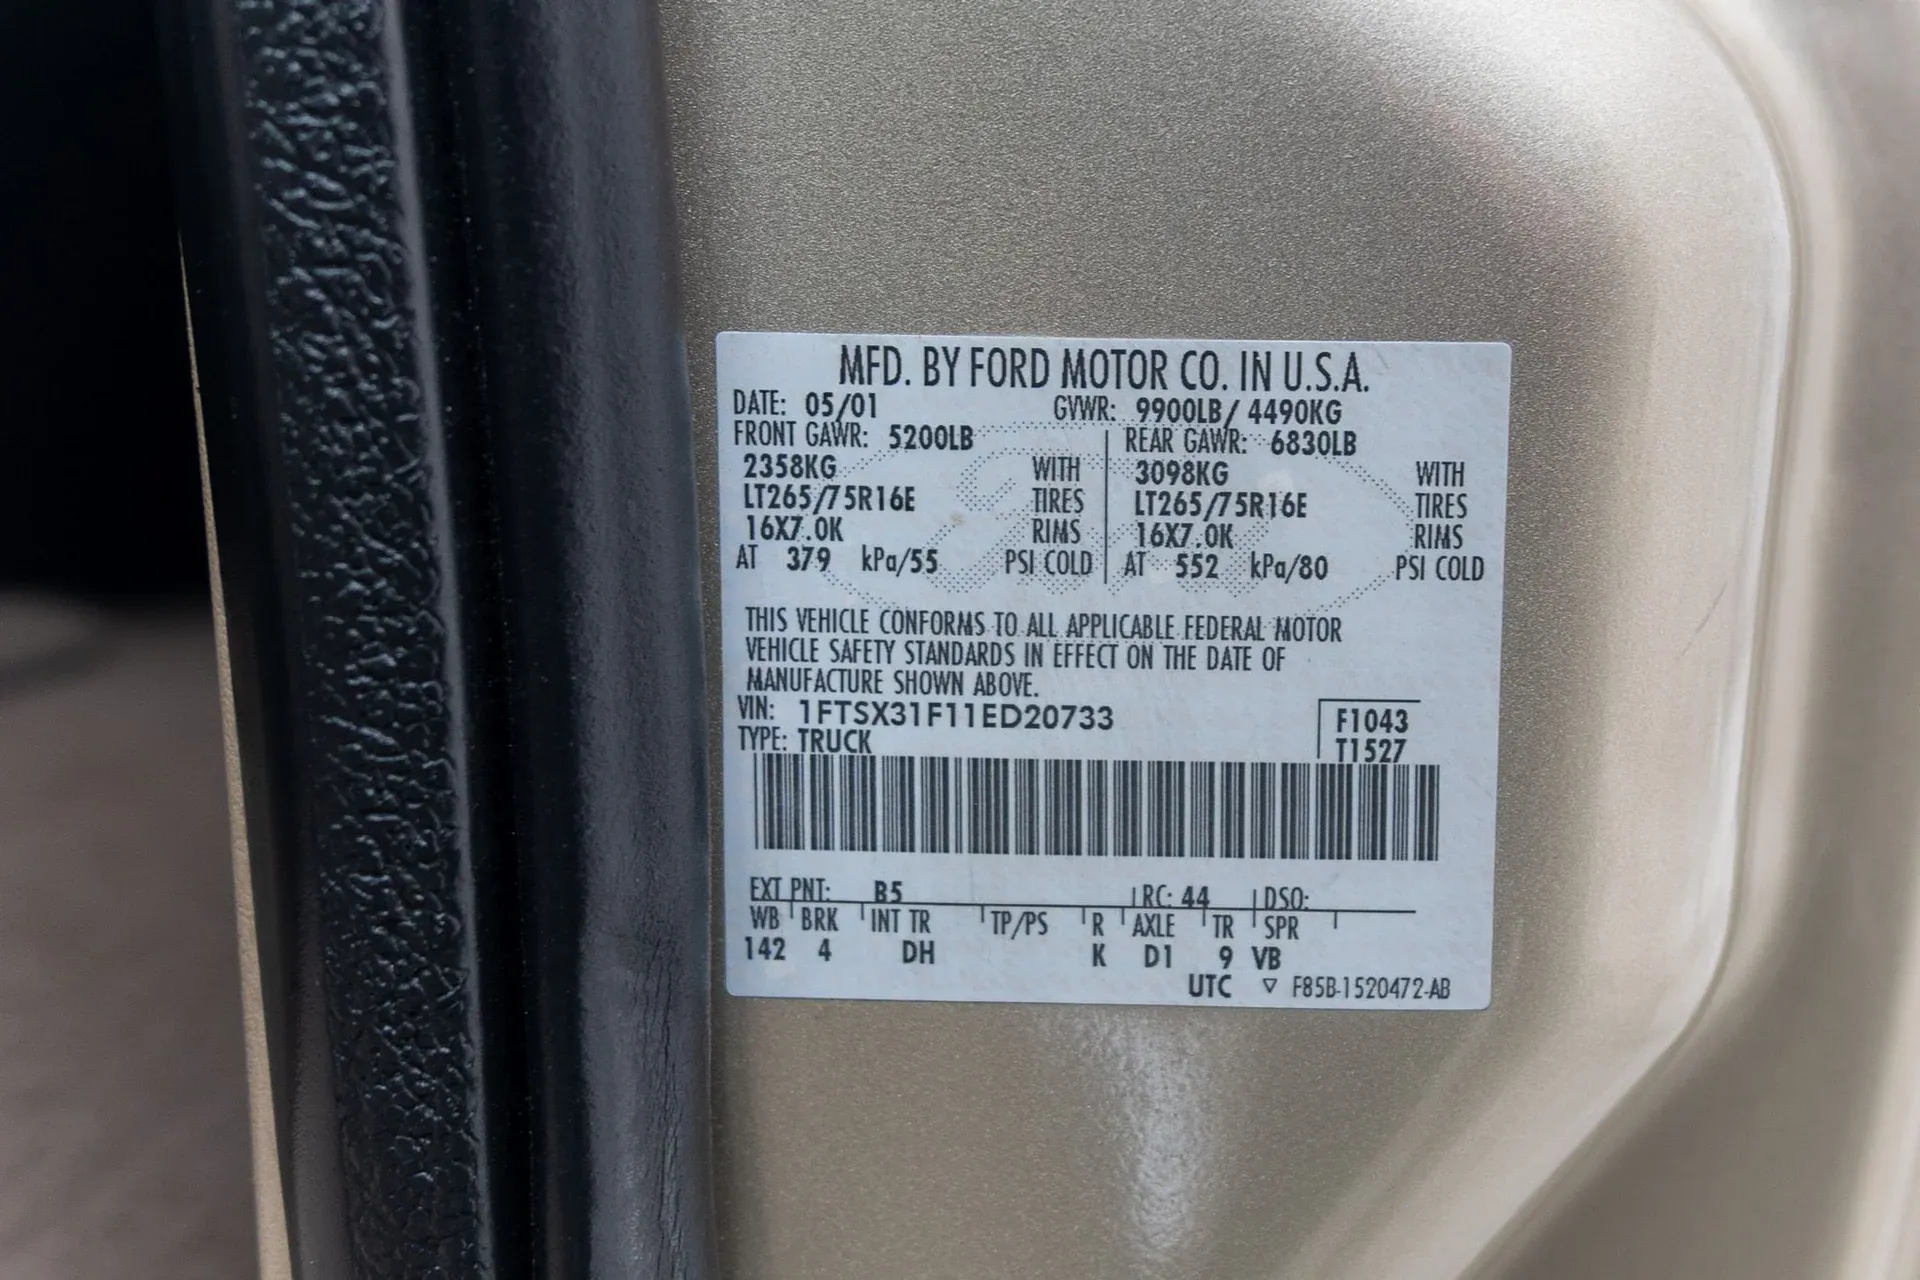 MFD. BY FORD MOTOR CO. IN U.S.A.
DATE: 05/01 GVWR: 9900LB/ 4490KG
FRONT GAWR: 5200LB REAR GAWR: 6830LB
2358KG WITH 3098KG WITH
LT265/75R16E TIRES LT265/75R16E TIRES
16X7.0K RIMS 16X7.0K RIMS
AT 379 kPa/55 PSI COLD AT 552 kPa/80 PSI COLD
THIS VEHICLE CONFORMS TO ALL APPLICABLE FEDERAL MOTOR
VEHICLE SAFETY STANDARDS IN EFFECT ON THE DATE OF
MANUFACTURE SHOWN ABOVE.
VIN: 1FTSX31F11ED20733 F1043
TYPE: TRUCK T1527
EXT PNT: B5 RC: 44 DSO:
WB BRK INT TR TP/PS R AXLE TR SPR
142 4 DH K D1 9 VB
UTC ▽ F85B-1520472-AB